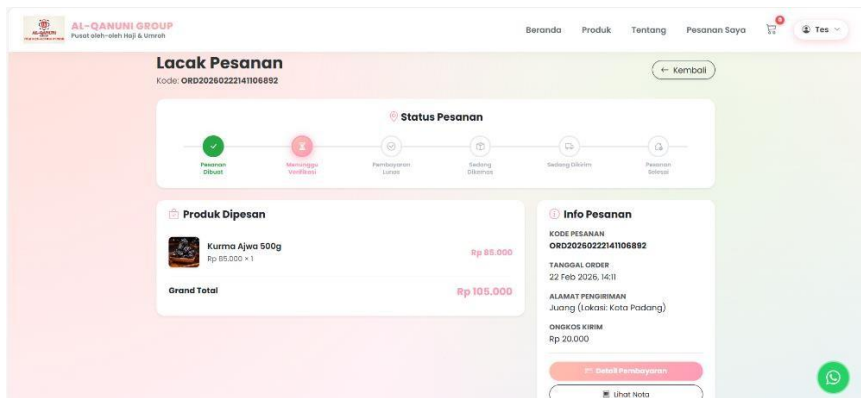 AL-QANUNI GROUP
Pusat oleh-oleh Haji & Umroh
Beranda
Produk
Tentang
Pesanan Saya
0
Tes
Lacak Pesanan
Kode: ORD20260222141106892
← Kembali
Status Pesanan
Pesanan
Dibuat
Menunggu
Verifikasi
Pembayaran
Lunas
Sedang
Dikemas
Sedang Dikirim
Pesanan
Selesai
Produk Dipesan
Kurma Ajwa 500g
Rp 85.000 × 1
Rp 85.000
Grand Total
Rp 105.000
Info Pesanan
KODE PESANAN
ORD20260222141106892
TANGGAL ORDER
22 Feb 2026, 14:11
ALAMAT PENGIRIMAN
Juang (Lokasi: Kota Padang)
ONGKOS KIRIM
Rp 20.000
Detail Pembayaran
Lihat Nota